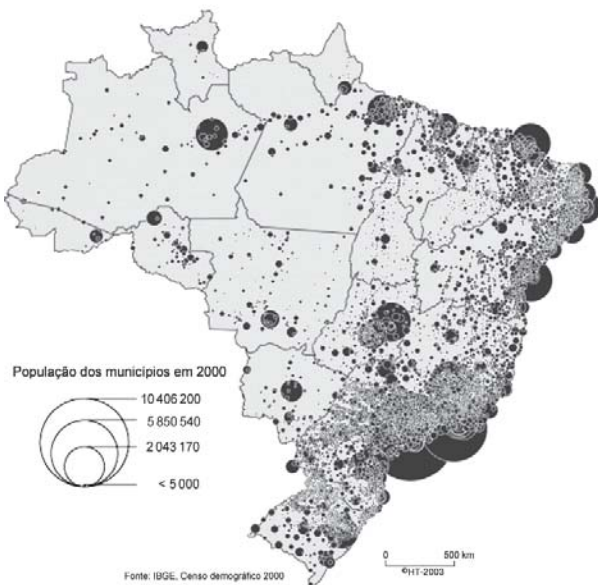 População dos municípios em 2000
10 406 200
5 850 540
2 043 170
< 5 000
0 500 km
©HT-2003
Fonte: IBGE, Censo demográfico 2000